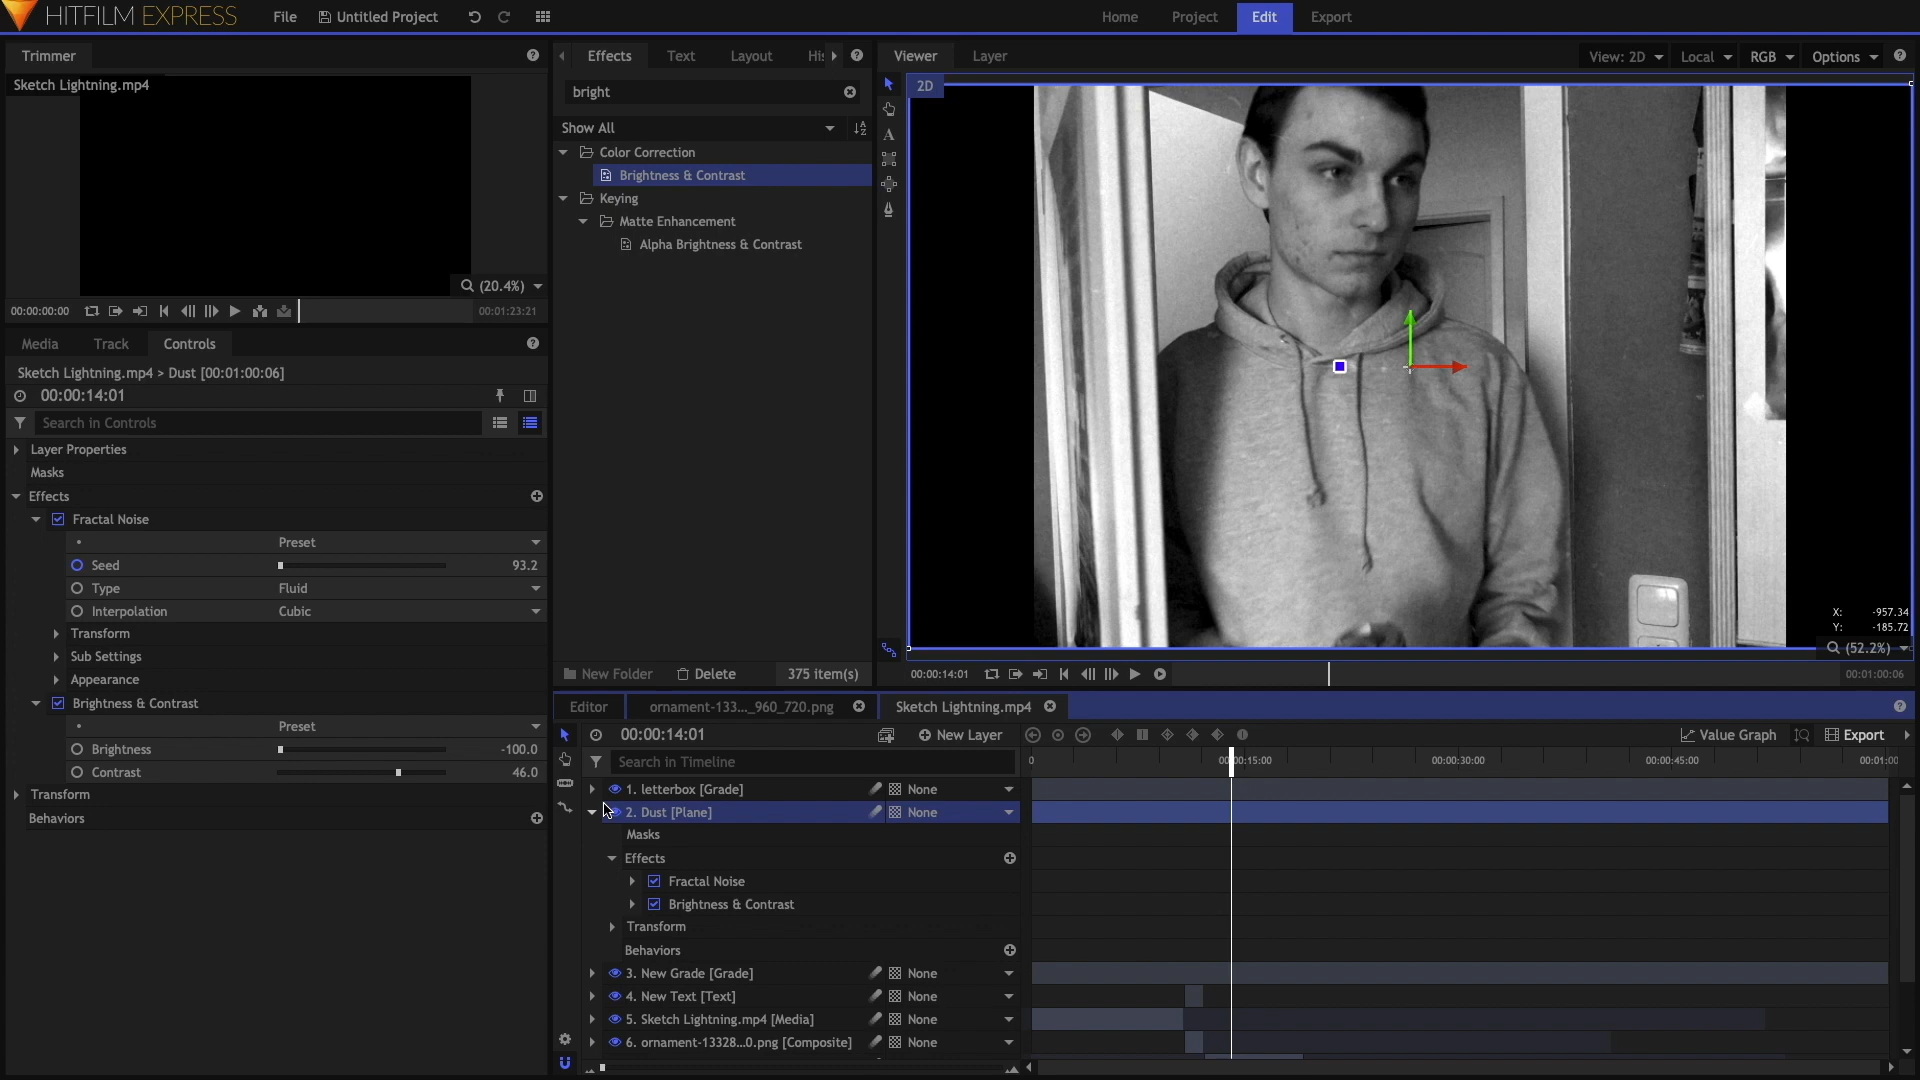 HITFILM EXPRESS
File
Untitled Project
Home
Project
Edit
Export
Trimmer
Sketch Lightning.mp4
(20.4%)
00:00:00:00
00:01:23:21
Effects
Text
Layout
His
bright
Show All
Color Correction
Brightness & Contrast
Keying
Matte Enhancement
Alpha Brightness & Contrast
New Folder
Delete
375 item(s)
Viewer
Layer
View: 2D
Local
RGB
Options
2D
X: -957.34
Y: -185.72
(52.2%)
00:00:14:01
00:01:00:06
Media
Track
Controls
Sketch Lightning.mp4 > Dust [00:01:00:06]
00:00:14:01
Search in Controls
Layer Properties
Masks
Effects
Fractal Noise
Preset
Seed 93.2
Type Fluid
Interpolation Cubic
Transform
Sub Settings
Appearance
Brightness & Contrast
Preset
Brightness -100.0
Contrast 46.0
Transform
Behaviors
Editor
ornament-133..._960_720.png
Sketch Lightning.mp4
00:00:14:01
New Layer
Value Graph
Export
Search in Timeline
0
00:00:15:00
00:00:30:00
00:00:45:00
00:01:00
1. letterbox [Grade] None
2. Dust [Plane] None
Masks
Effects
Fractal Noise
Brightness & Contrast
Transform
Behaviors
3. New Grade [Grade] None
4. New Text [Text] None
5. Sketch Lightning.mp4 [Media] None
6. ornament-13328...0.png [Composite] None